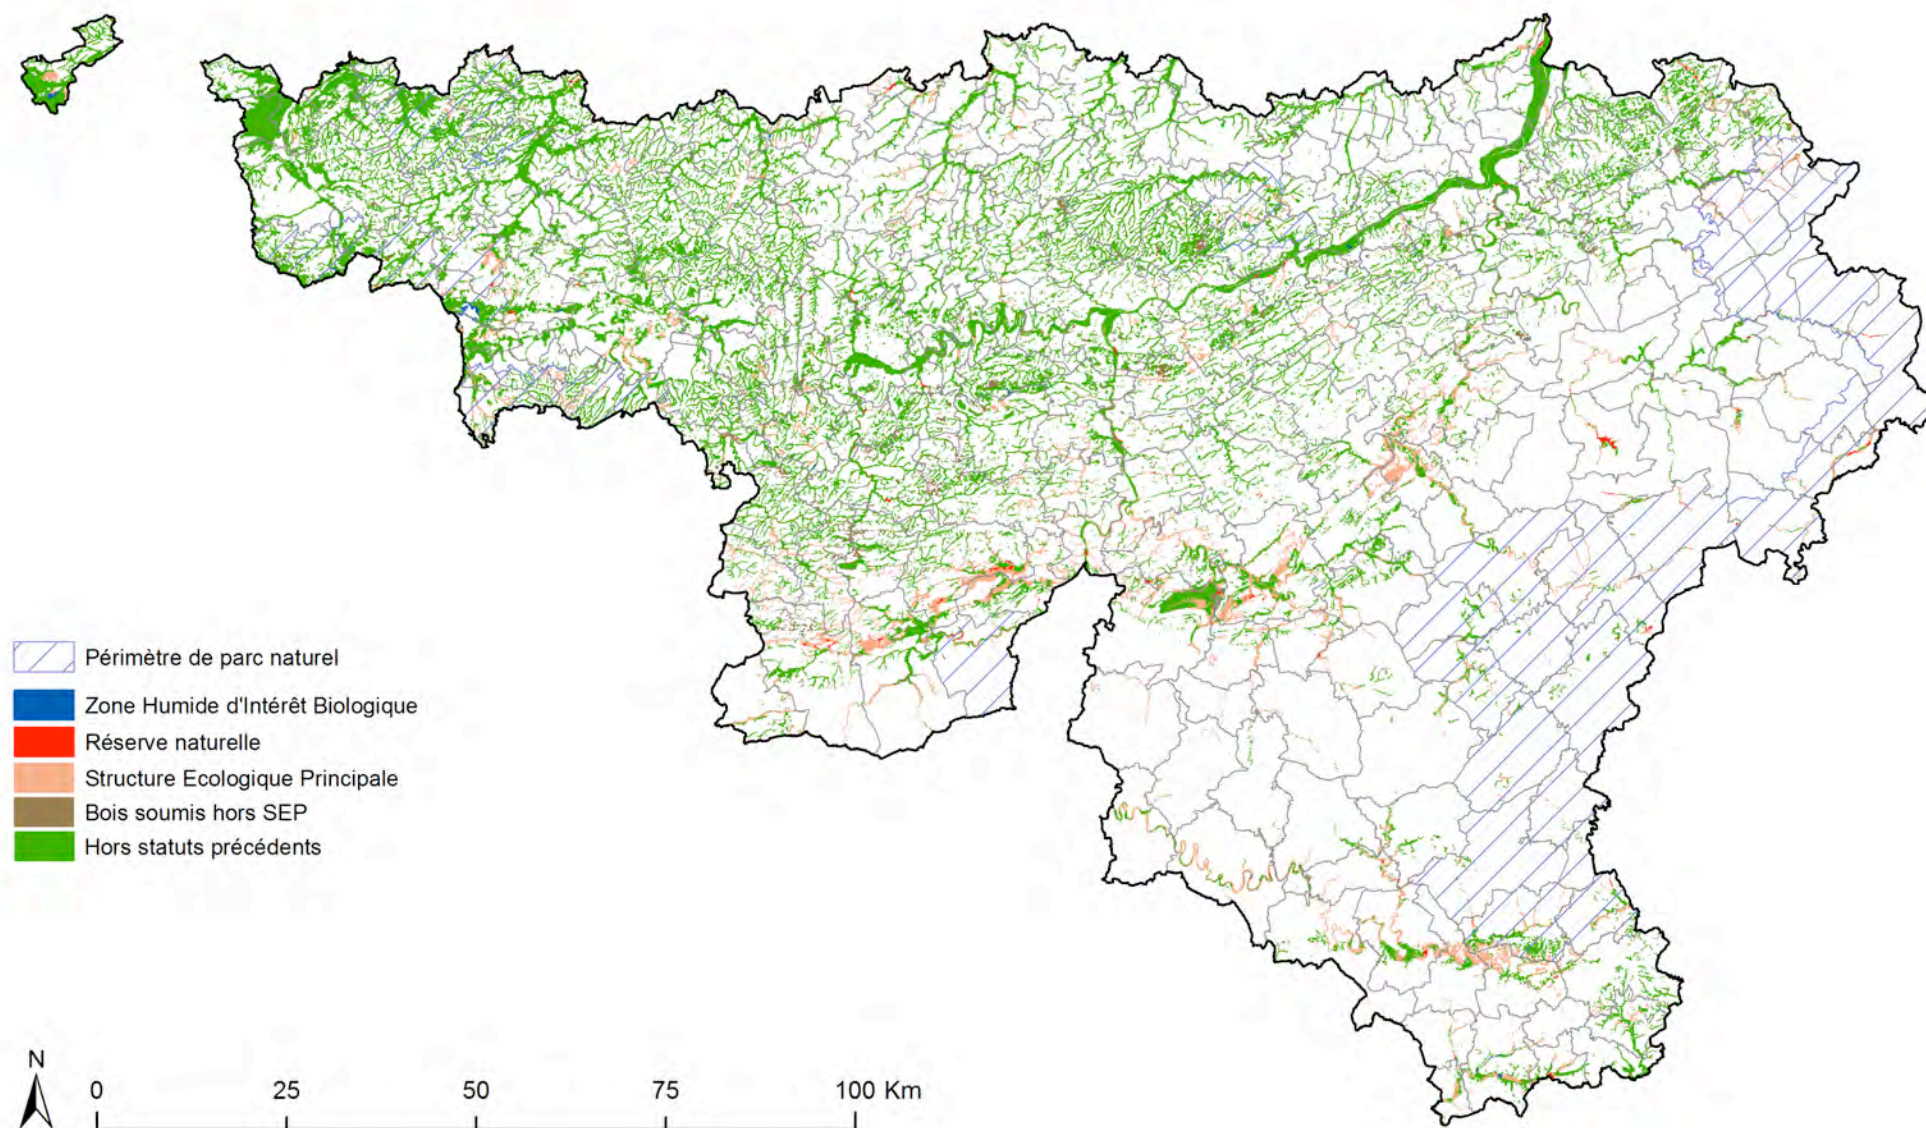 Périmètre de parc naturel
Zone Humide d'Intérêt Biologique
Réserve naturelle
Structure Ecologique Principale
Bois soumis hors SEP
Hors statuts précédents
N
0 25 50 75 100 Km